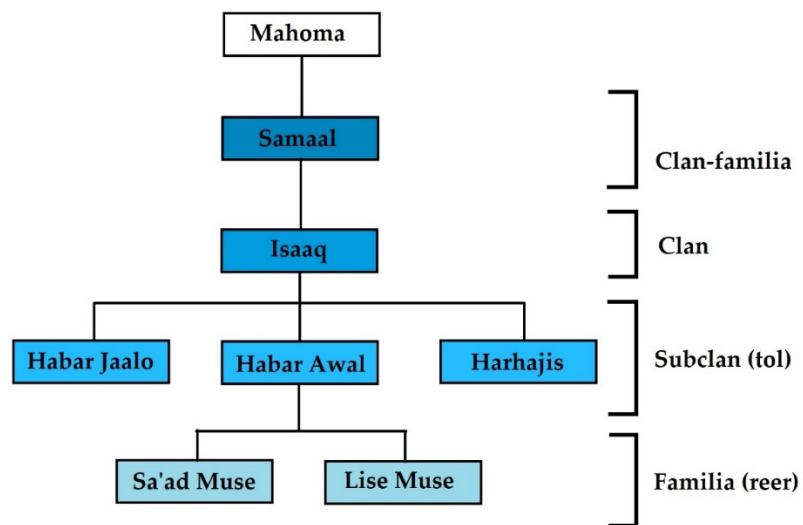 Mahoma
Samaal
Clan-familia
Isaaq
Clan
Habar Jaalo
Habar Awal
Harhajis
Subclan (tol)
Sa'ad Muse
Lise Muse
Familia (reer)